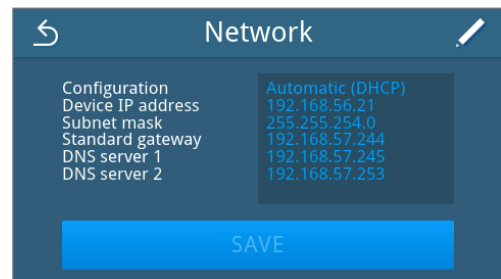 Network
Configuration Automatic (DHCP)
Device IP address 192.168.56.21
Subnet mask 255.255.254.0
Standard gateway 192.168.57.244
DNS server 1 192.168.57.245
DNS server 2 192.168.57.253
SAVE